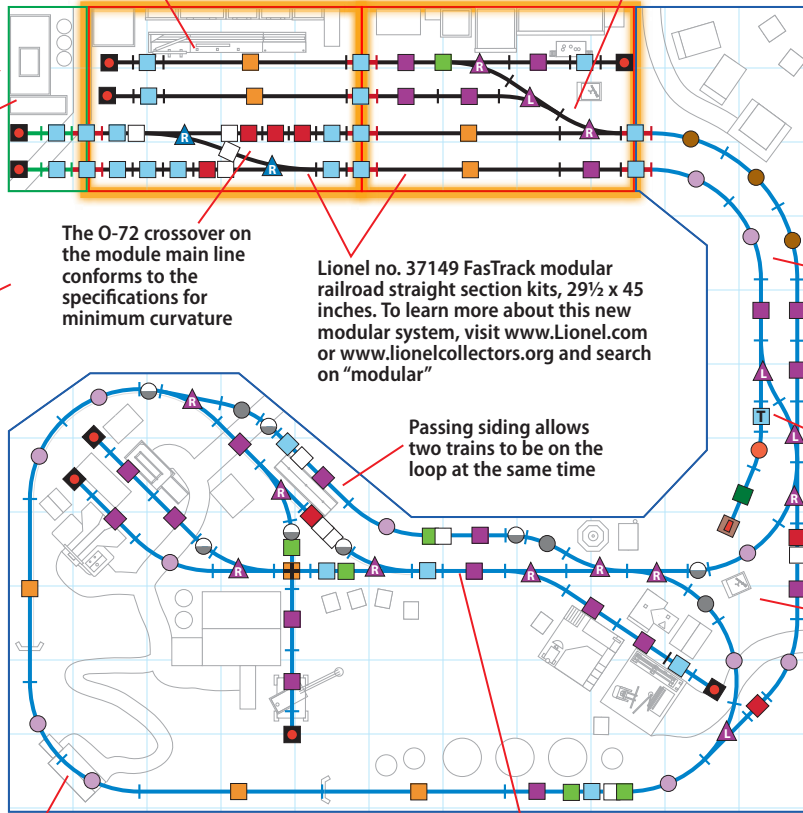 R
L
R
R
R
The O-72 crossover on
the module main line
conforms to the
specifications for
minimum curvature
Lionel no. 37149 FasTrack modular
railroad straight section kits, 29½ x 45
inches. To learn more about this new
modular system, visit www.Lionel.com
or www.lionelcollectors.org and search
on “modular”
L
R
T
L
Passing siding allows
two trains to be on the
loop at the same time
R
R
R
R
R
R
R
L